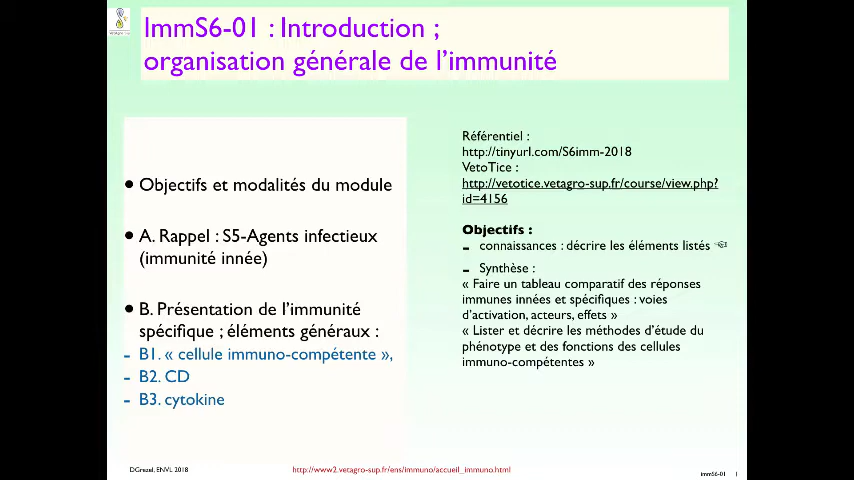 ImmS6-01 : Introduction ;
organisation générale de l’immunité
• Objectifs et modalités du module
• A. Rappel : S5-Agents infectieux
(immunité innée)
• B. Présentation de l’immunité
spécifique ; éléments généraux :
- B1. « cellule immuno-compétente »,
- B2. CD
- B3. cytokine
Référentiel :
http://tinyurl.com/S6imm-2018
VetoTice :
http://vetotice.vetagro-sup.fr/course/view.php?
id=4156
Objectifs :
- connaissances : décrire les éléments listés ☜
- Synthèse :
« Faire un tableau comparatif des réponses
immunes innées et spécifiques : voies
d’activation, acteurs, effets »
« Lister et décrire les méthodes d’étude du
phénotype et des fonctions des cellules
immuno-compétentes »
DGrezel, ENVL 2018
http://www2.vetagro-sup.fr/ens/immuno/accueil_immuno.html
immS6-01 1